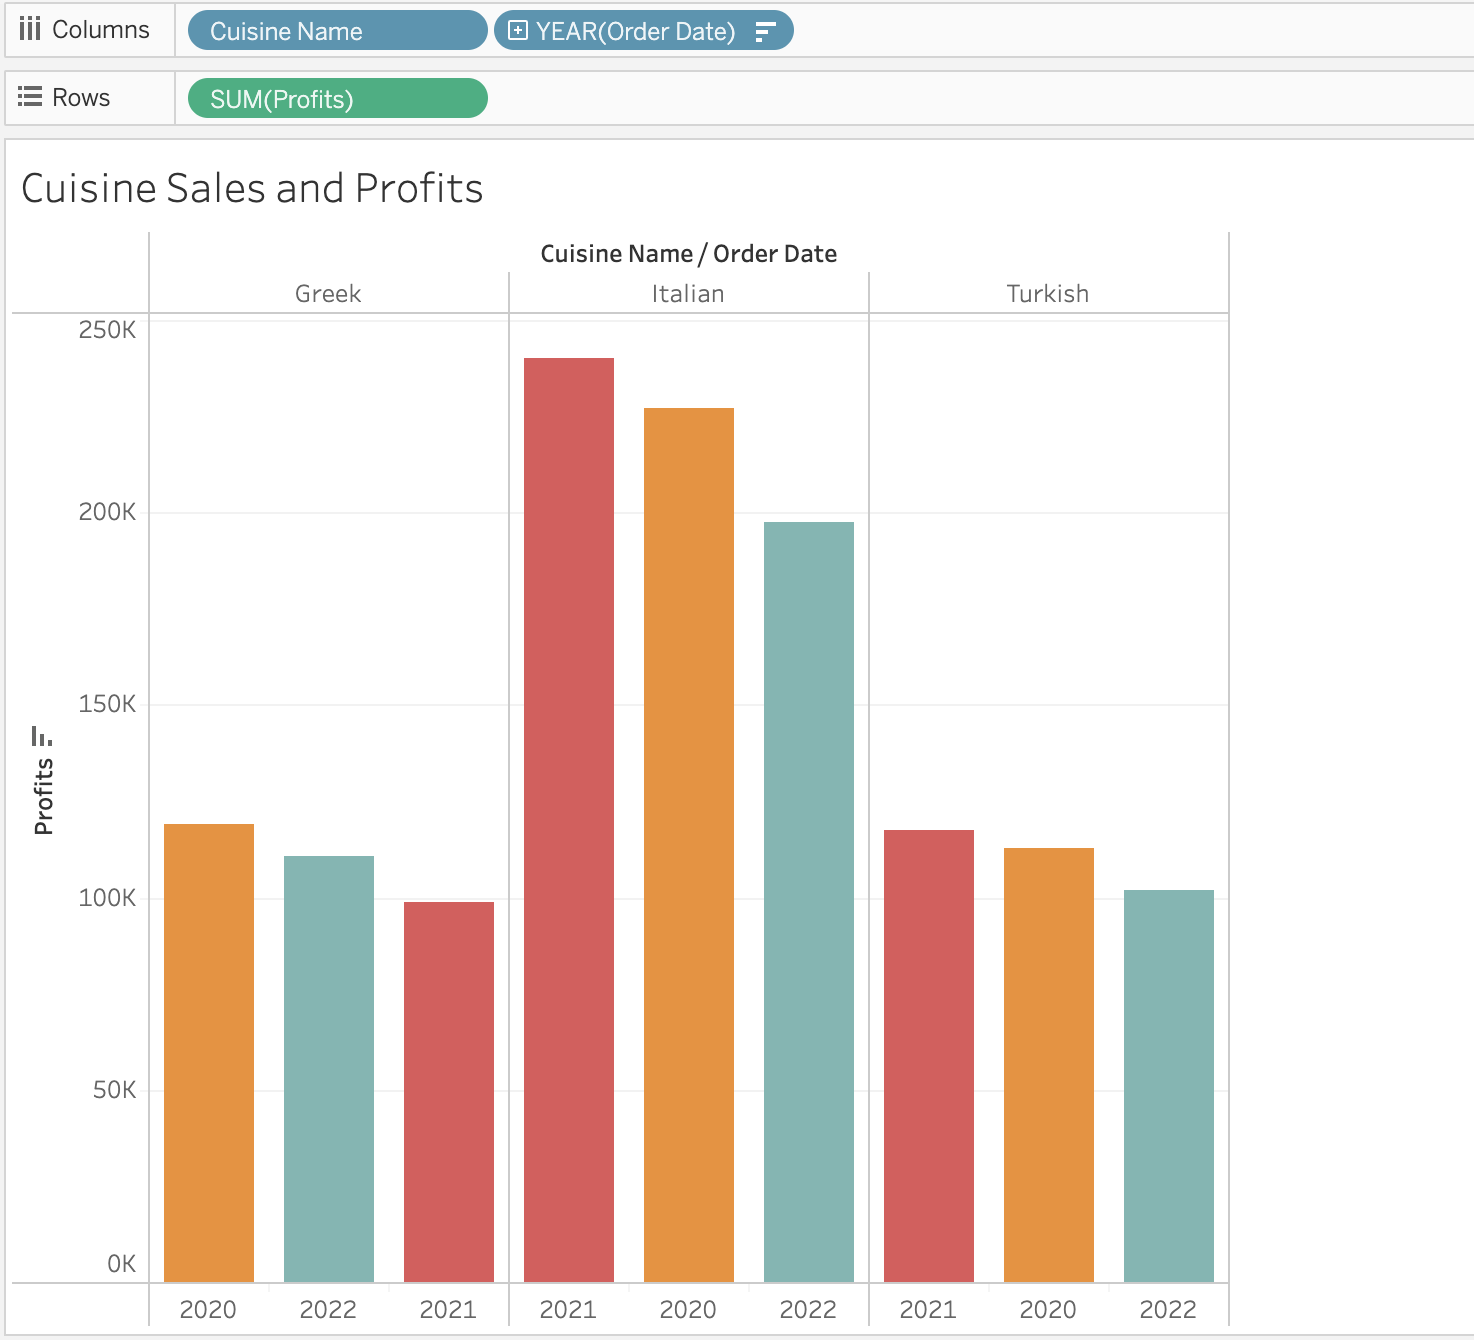 Columns Cuisine Name YEAR(Order Date)
Rows SUM(Profits)
Cuisine Sales and Profits
Cuisine Name / Order Date
Greek Italian Turkish
250K
200K
150K
100K
50K
0K
Profits
2020 2022 2021 2021 2020 2022 2021 2020 2022